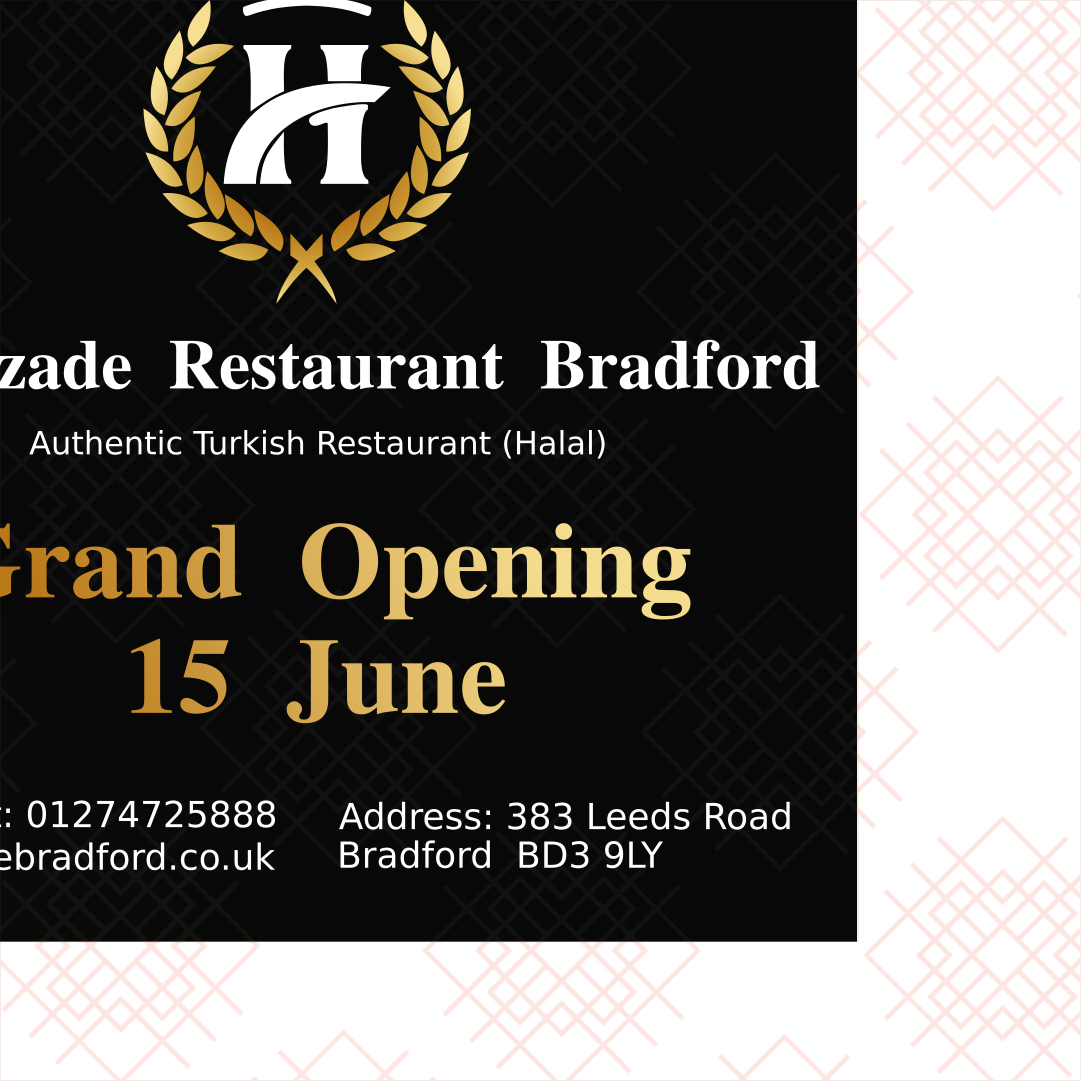 H
zade Restaurant Bradford
Authentic Turkish Restaurant (Halal)
Grand Opening
15 June
: 01274725888
ebradford.co.uk
Address: 383 Leeds Road
Bradford BD3 9LY